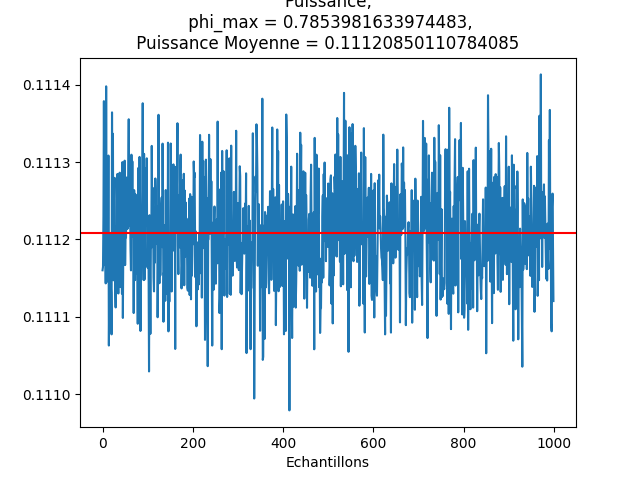 Puissance,
phi_max = 0.7853981633974483,
Puissance Moyenne = 0.11120850110784085
0.1114
0.1113
0.1112
0.1111
0.1110
0 200 400 600 800 1000
Echantillons